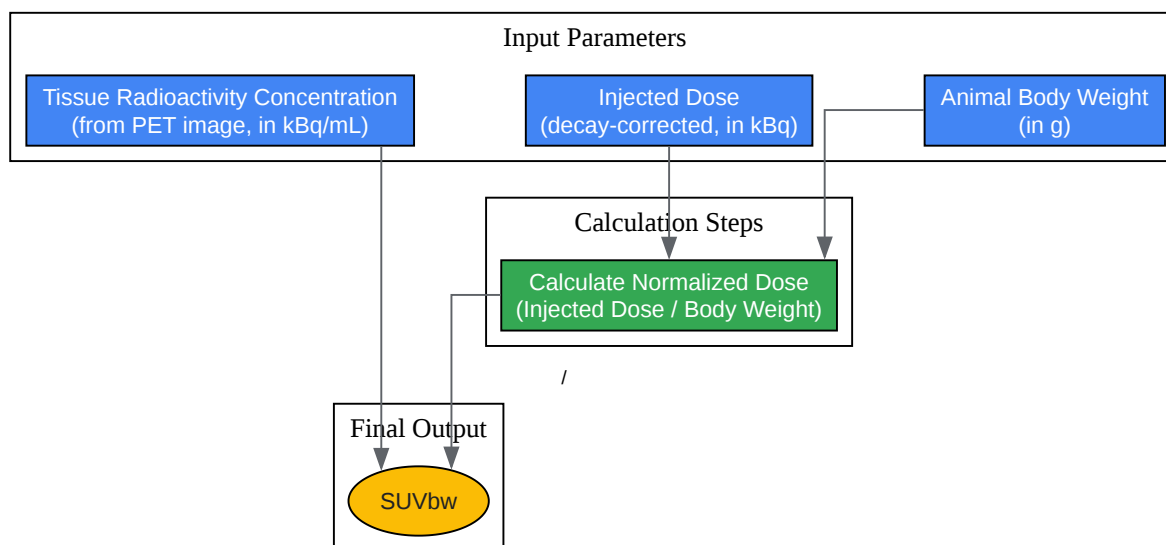 Input Parameters
Tissue Radioactivity Concentration
(from PET image, in kBq/mL)
Injected Dose
(decay-corrected, in kBq)
Animal Body Weight
(in g)
Calculation Steps
Calculate Normalized Dose
(Injected Dose / Body Weight)
/
Final Output
SUVbw